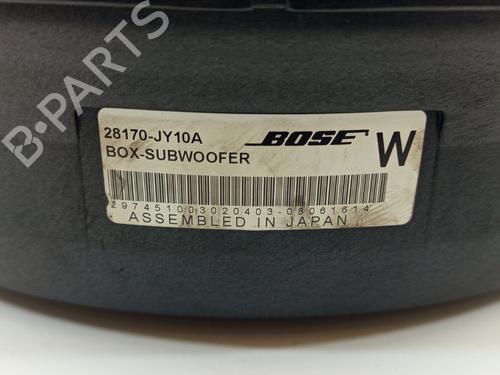 28170-JY10A BOSE
BOX-SUBWOOFER W
297451003020403-08061614
ASSEMBLED IN JAPAN
B-PARTS